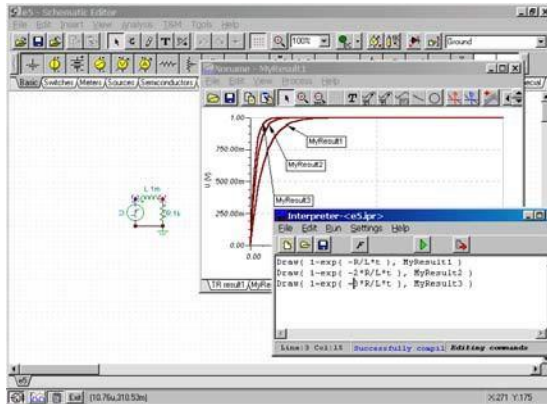 e5 - Schematic Editor
File Edit Insert View Analysis T&M Tools Help
100%
Ground
Basic Switches Meters Sources Semiconductors
Noname - MyResult1
File Edit View Process Help
U (V)
1.00
750.00m
500.00m
250.00m
0.00
0.00
MyResult1
MyResult2
MyResult3
L 1m
R 1k
TR result1
Interpreter-<e5.ipr>
File Edit Run Settings Help
Draw( 1-exp( -R/L*t ), MyResult1 )
Draw( 1-exp( -2*R/L*t ), MyResult2 )
Draw( 1-exp( -3*R/L*t ), MyResult3 )
Line:3 Col:15 Successfully compil Editing commands
e5
Exit
X:271 Y:175